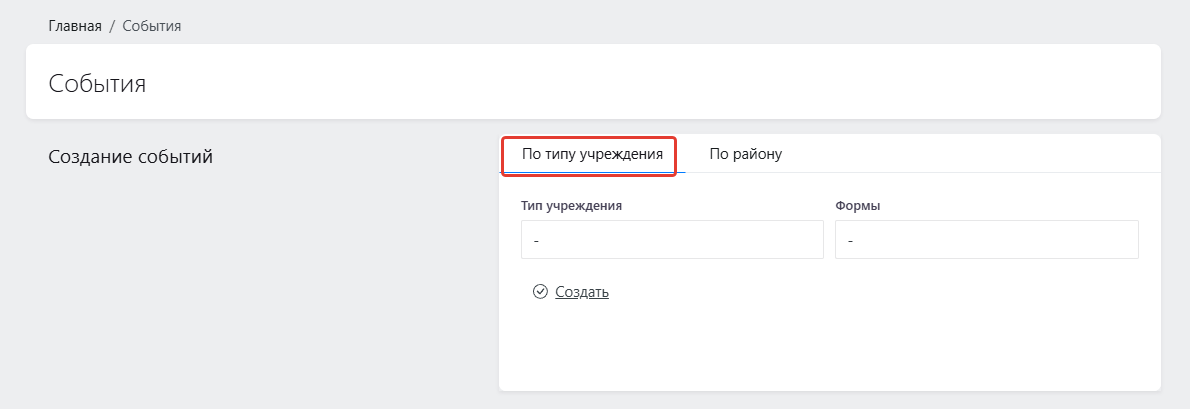 Главная / События
События
Создание событий
По типу учреждения По району
Тип учреждения Формы
- -
Создать